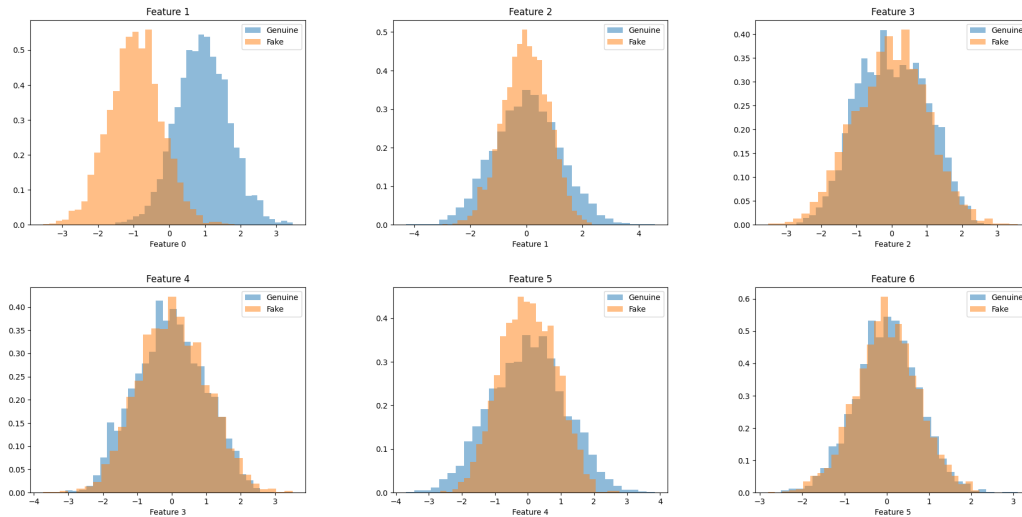 Feature 1
Genuine
Fake
0.5
0.4
0.3
0.2
0.1
0.0
−3 −2 −1 0 1 2 3
Feature 0
Feature 2
Genuine
Fake
0.5
0.4
0.3
0.2
0.1
0.0
−4 −2 0 2 4
Feature 1
Feature 3
Genuine
Fake
0.40
0.35
0.30
0.25
0.20
0.15
0.10
0.05
0.00
−3 −2 −1 0 1 2 3
Feature 2
Feature 4
Genuine
Fake
0.40
0.35
0.30
0.25
0.20
0.15
0.10
0.05
0.00
−4 −3 −2 −1 0 1 2 3
Feature 3
Feature 5
Genuine
Fake
0.4
0.3
0.2
0.1
0.0
−4 −3 −2 −1 0 1 2 3 4
Feature 4
Feature 6
Genuine
Fake
0.6
0.5
0.4
0.3
0.2
0.1
0.0
−3 −2 −1 0 1 2 3
Feature 5